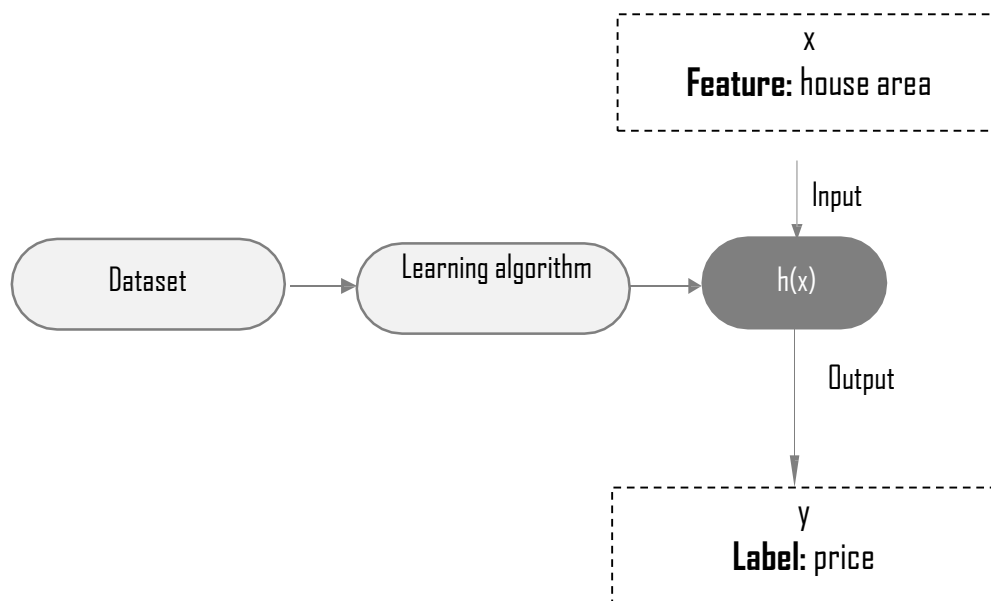 x
Feature: house area
Input
Dataset
Learning algorithm
h(x)
Output
y
Label: price